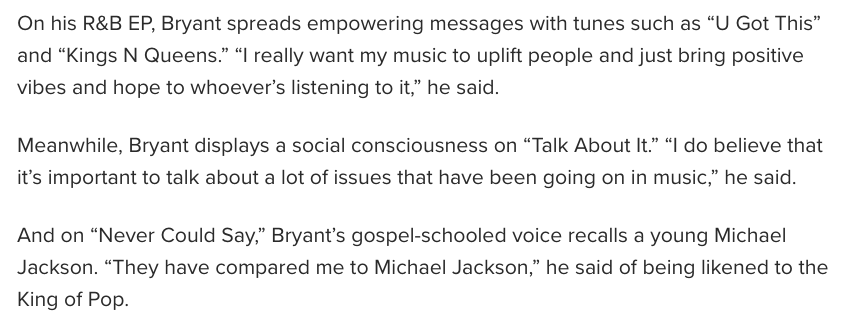 On his R&B EP, Bryant spreads empowering messages with tunes such as “U Got This”
and “Kings N Queens.” “I really want my music to uplift people and just bring positive
vibes and hope to whoever’s listening to it,” he said.
Meanwhile, Bryant displays a social consciousness on “Talk About It.” “I do believe that
it’s important to talk about a lot of issues that have been going on in music,” he said.
And on “Never Could Say,” Bryant’s gospel-schooled voice recalls a young Michael
Jackson. “They have compared me to Michael Jackson,” he said of being likened to the
King of Pop.